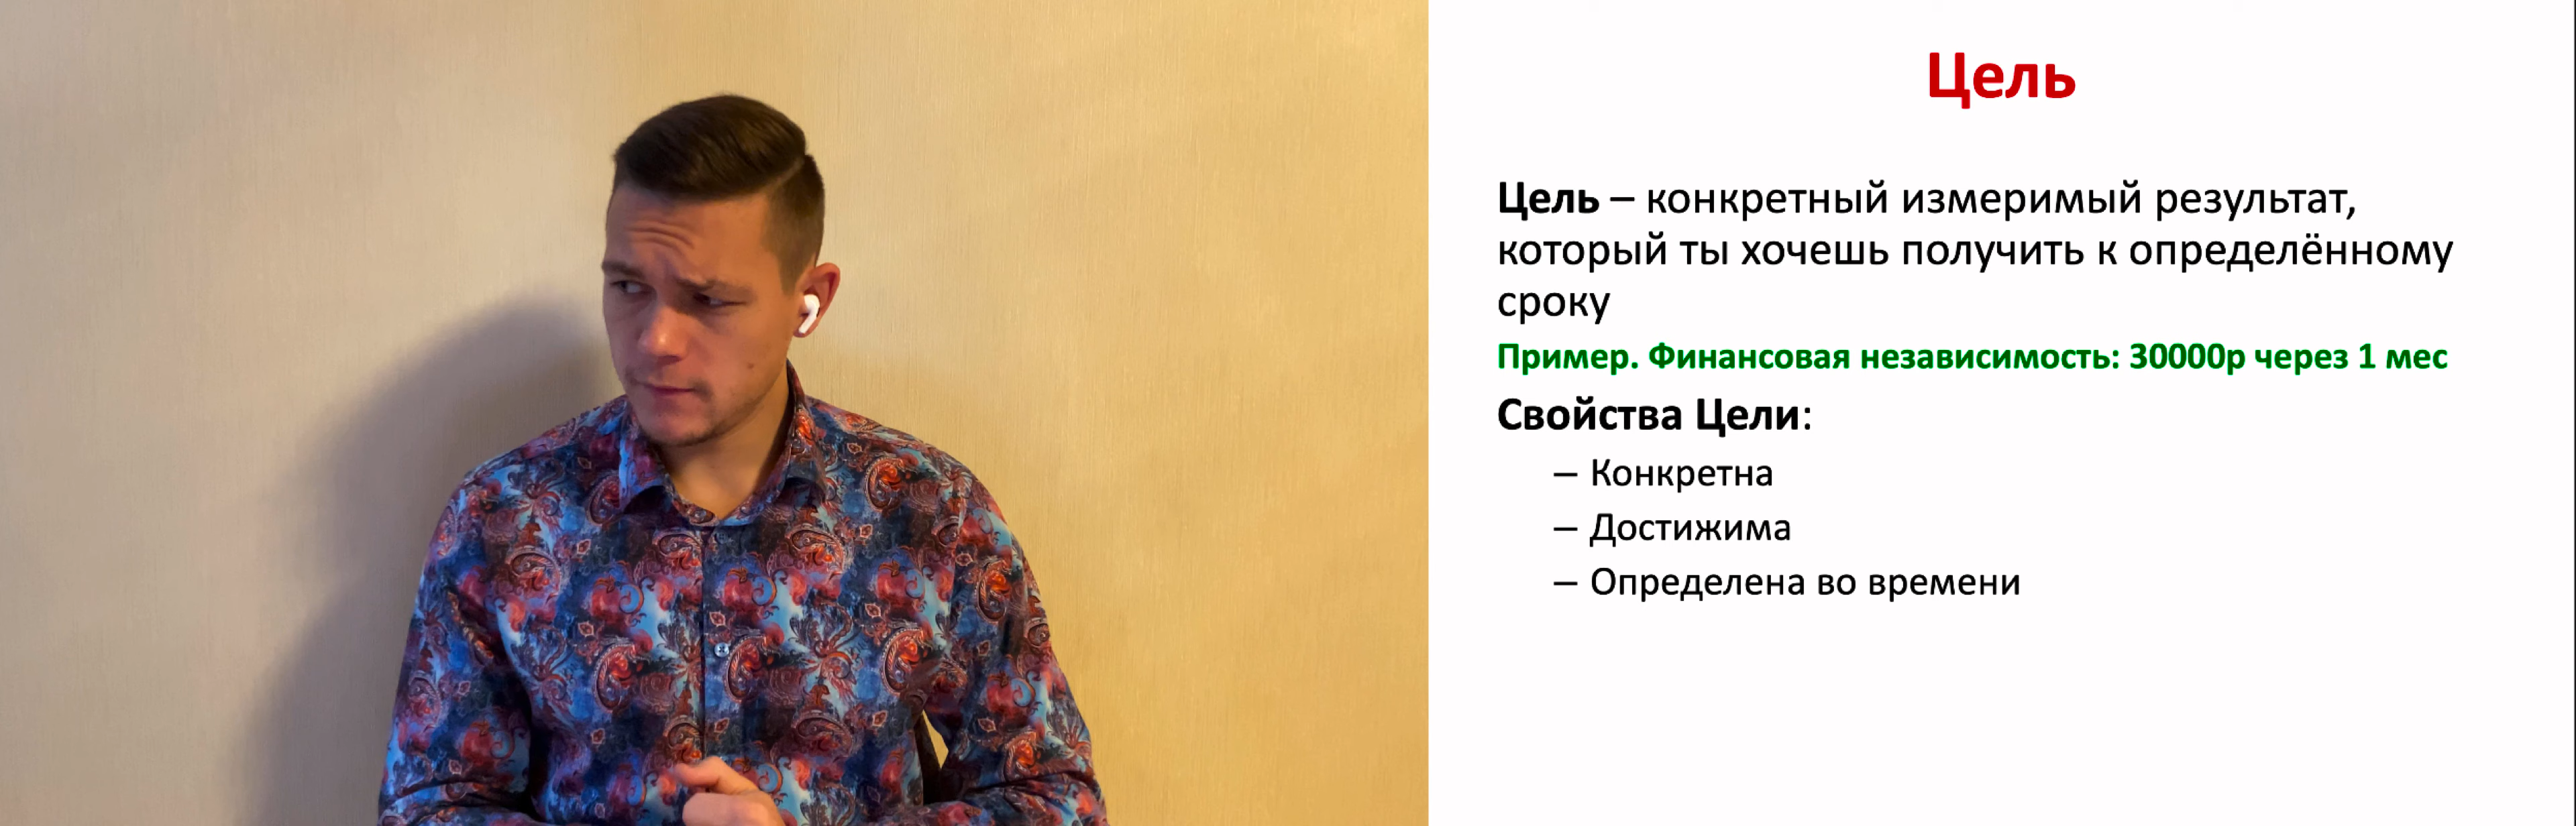 Цель
Цель – конкретный измеримый результат,
который ты хочешь получить к определённому
сроку
Пример. Финансовая независимость: 30000р через 1 мес
Свойства Цели:
– Конкретна
– Достижима
– Определена во времени